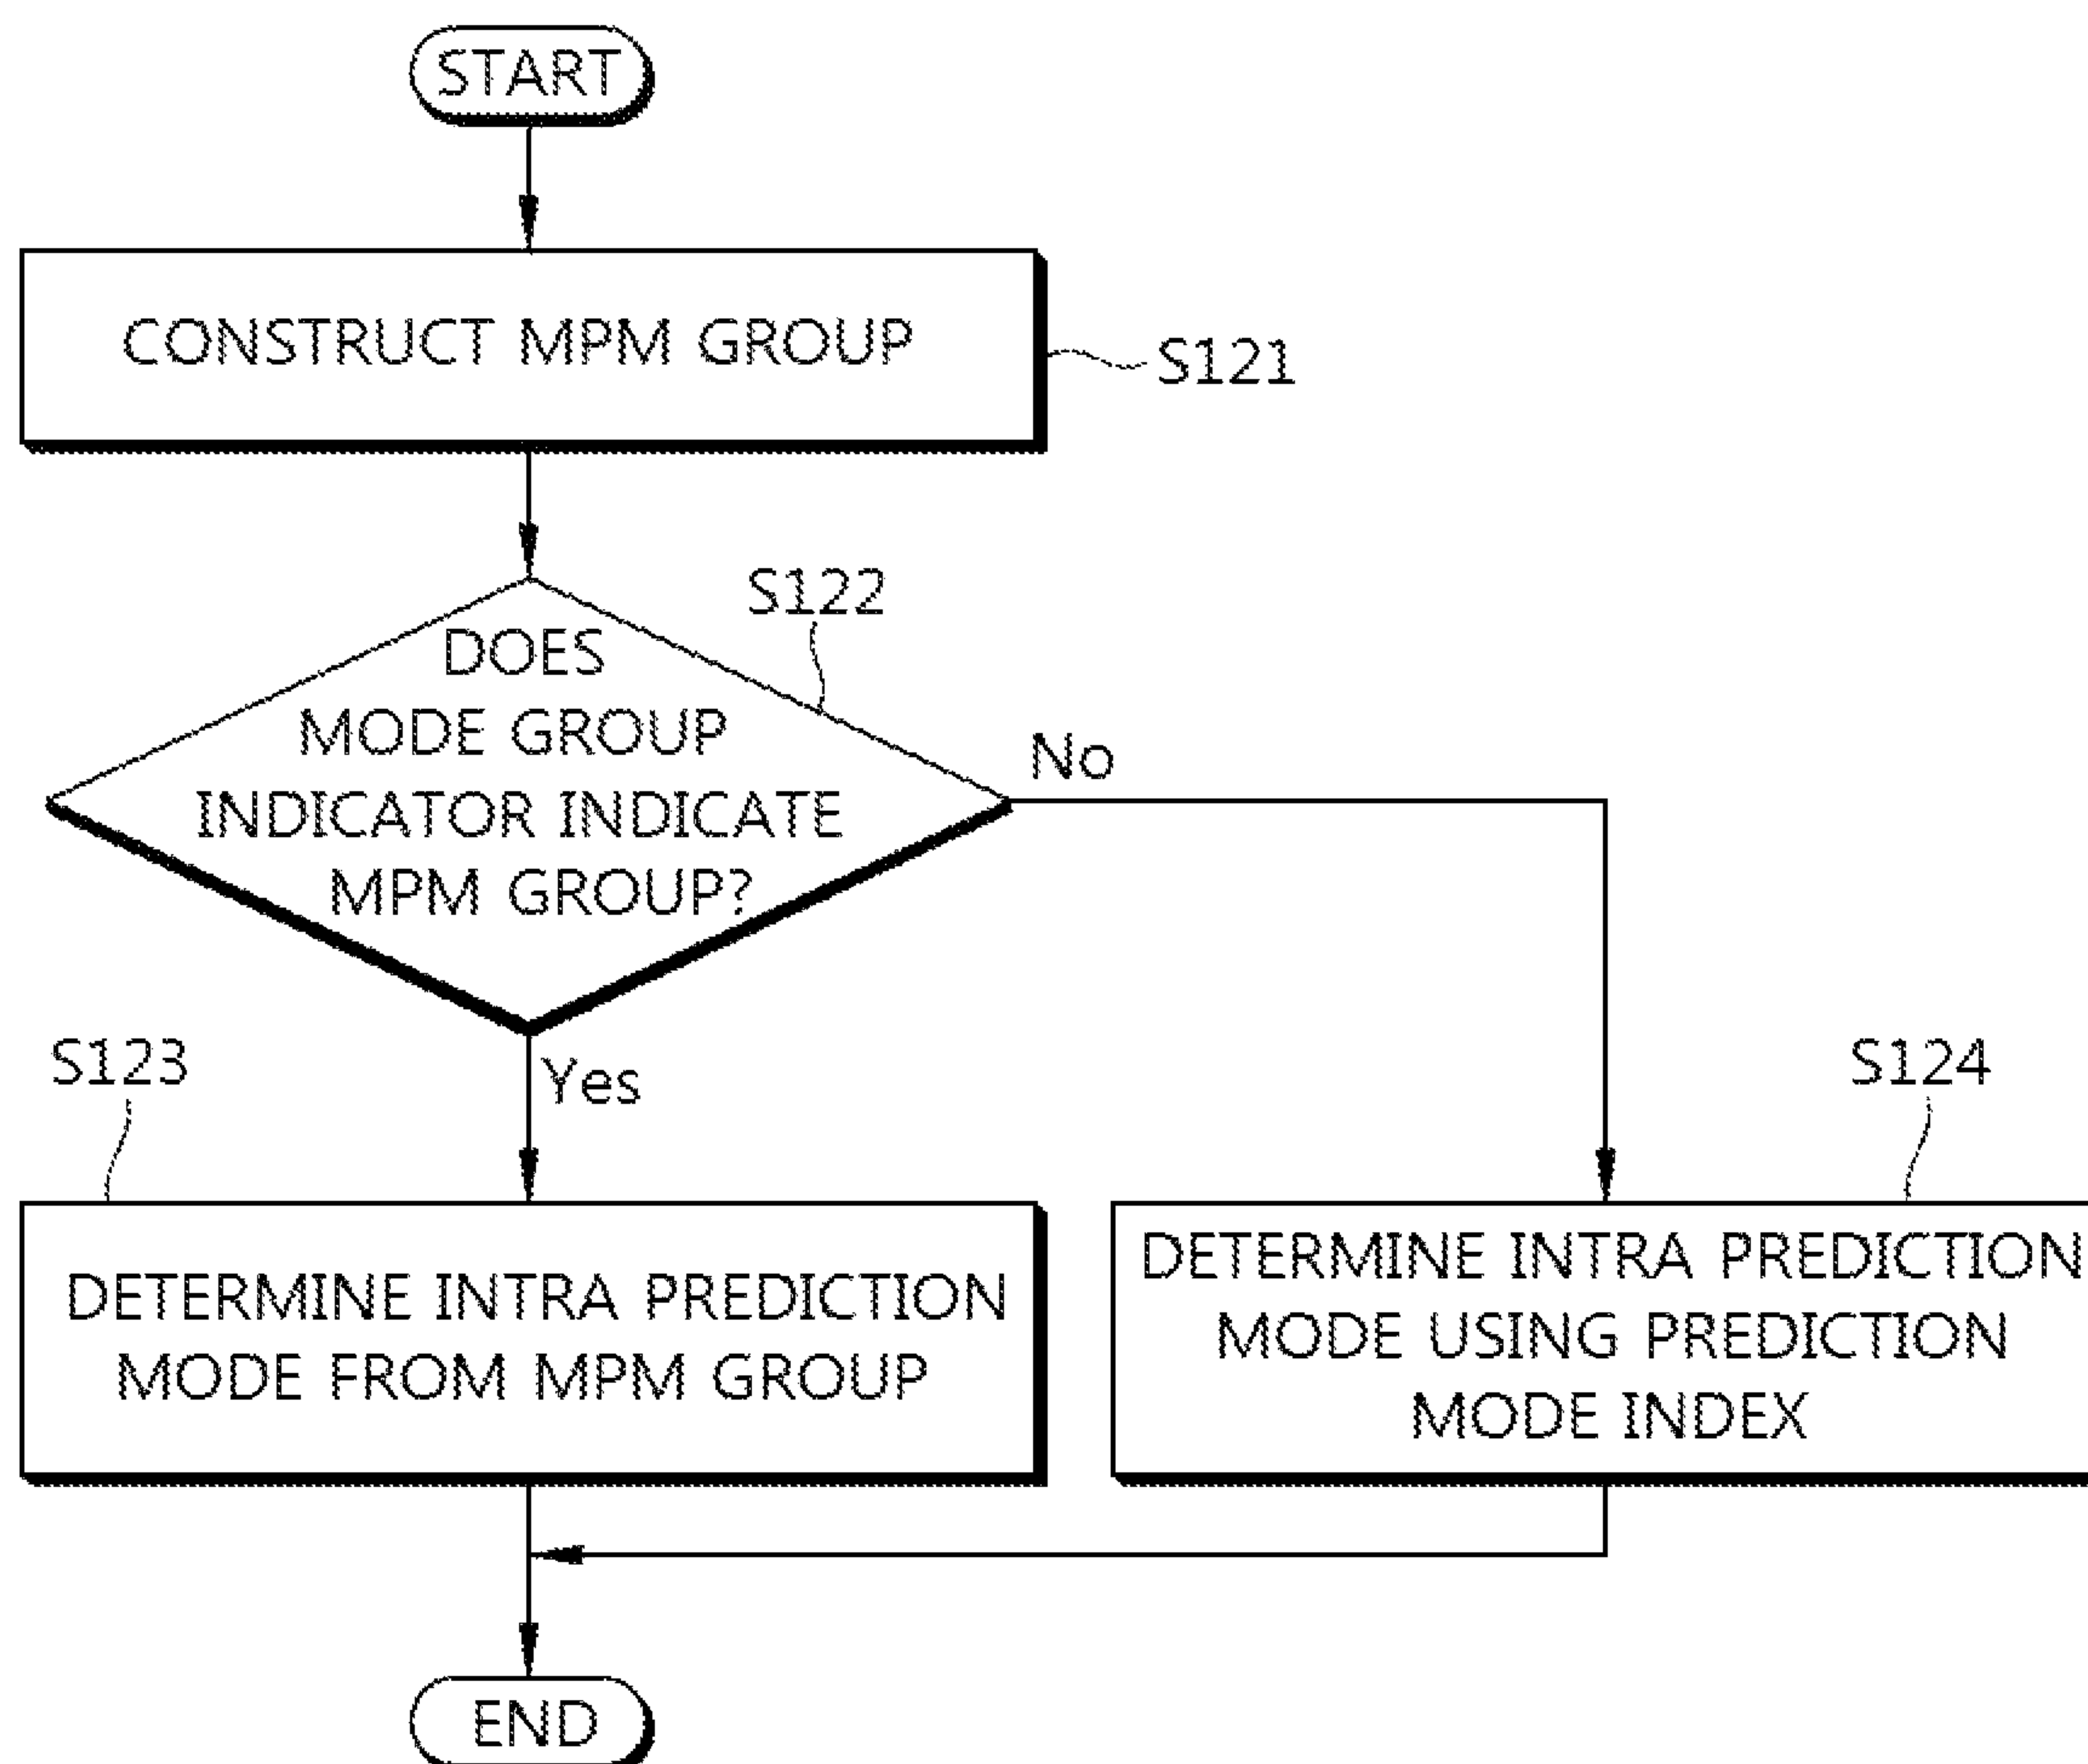 START
CONSTRUCT MPM GROUP
S121
S122
DOES
MODE GROUP
INDICATOR INDICATE
MPM GROUP?
No
Yes
S123
DETERMINE INTRA PREDICTION
MODE FROM MPM GROUP
S124
DETERMINE INTRA PREDICTION
MODE USING PREDICTION
MODE INDEX
END